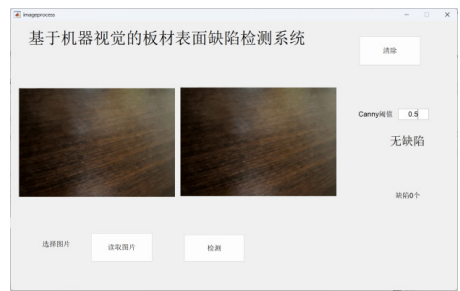 imageprocess
基于机器视觉的板材表面缺陷检测系统
清除
Canny阈值 0.5
无缺陷
缺陷0个
选择图片 读取图片 检测